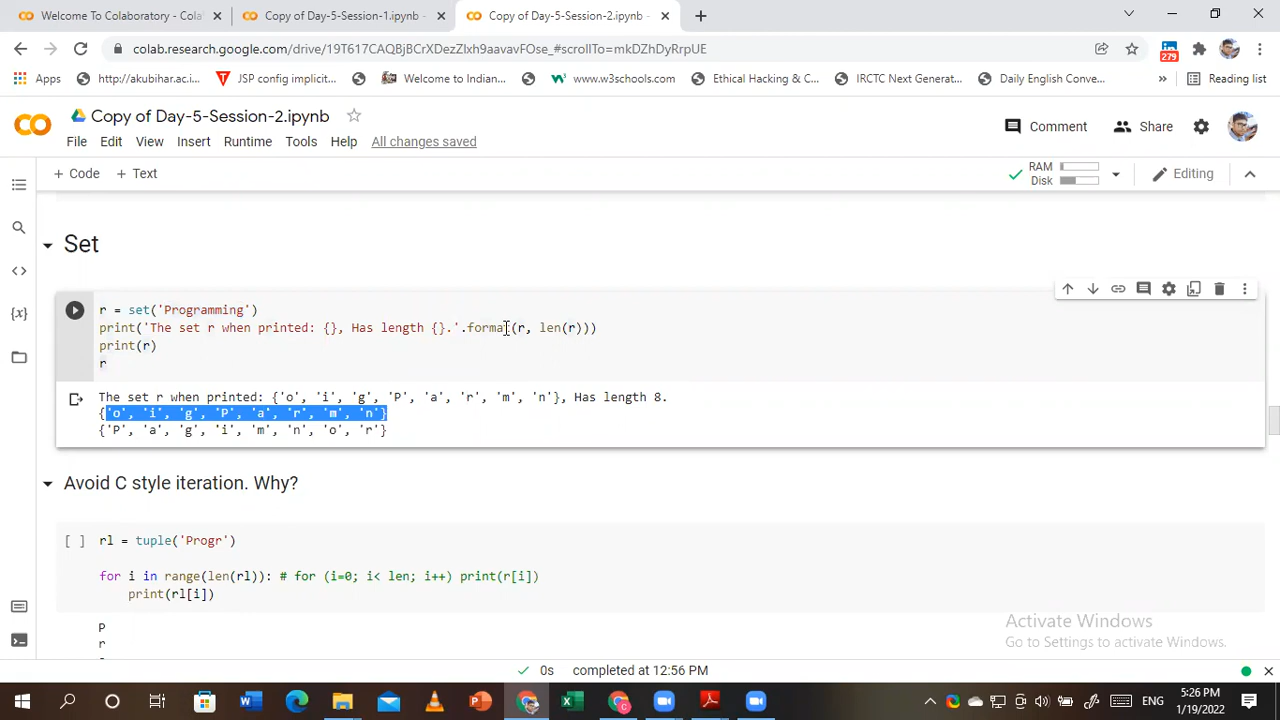 Welcome To Colaboratory - Cola
Copy of Day-5-Session-1.ipynb -
Copy of Day-5-Session-2.ipynb -
colab.research.google.com/drive/19T617CAQBjBCrXDezZlxh9aavavFOse_#scrollTo=mkDZhDyRrpUE
279
Apps
http://akubihar.ac.i...
JSP config implicit...
Welcome to Indian...
www.w3schools.com
Ethical Hacking & C...
IRCTC Next Generat...
Daily English Conve...
»
Reading list
CO
Copy of Day-5-Session-2.ipynb
Comment
Share
File Edit View Insert Runtime Tools Help All changes saved
+ Code + Text
RAM
Disk
Editing
Set
r = set('Programming')
print('The set r when printed: {}, Has length {}.'.format(r, len(r)))
print(r)
r
The set r when printed: {'o', 'i', 'g', 'P', 'a', 'r', 'm', 'n'}, Has length 8.
{'o', 'i', 'g', 'P', 'a', 'r', 'm', 'n'}
{'P', 'a', 'g', 'i', 'm', 'n', 'o', 'r'}
Avoid C style iteration. Why?
[ ] rl = tuple('Progr')
for i in range(len(rl)): # for (i=0; i< len; i++) print(r[i])
print(rl[i])
P
r
Activate Windows
Go to Settings to activate Windows.
0s completed at 12:56 PM
ENG
5:26 PM
1/19/2022